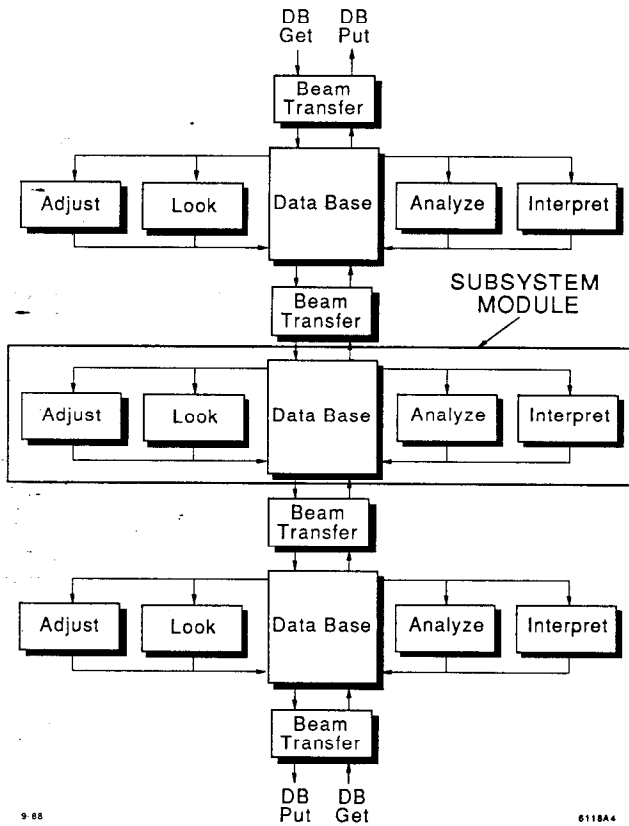 DB DB
Get Put
Beam
Transfer
Adjust Look Data Base Analyze Interpret
Beam
Transfer
SUBSYSTEM
MODULE
Adjust Look Data Base Analyze Interpret
Beam
Transfer
Adjust Look Data Base Analyze Interpret
Beam
Transfer
DB DB
Put Get
9-88 6118A4